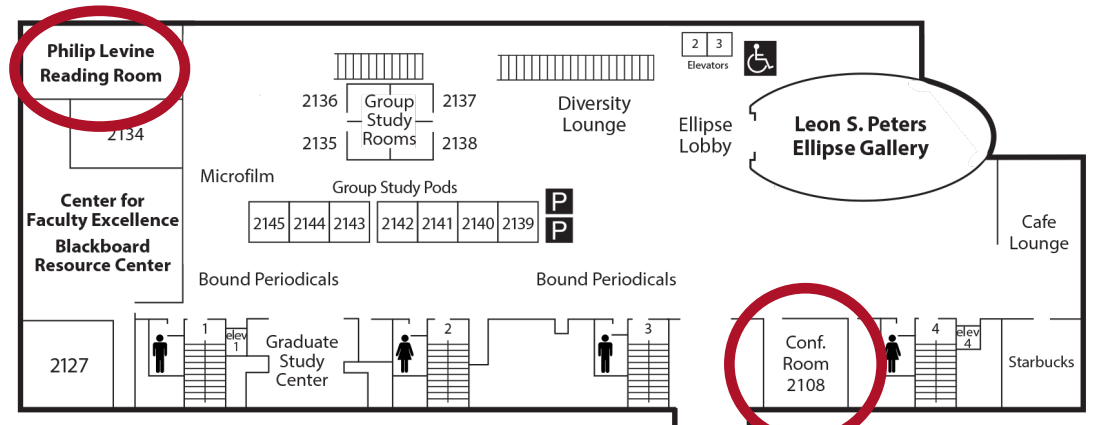 Philip Levine
Reading Room
2134
Center for
Faculty Excellence
Blackboard
Resource Center
2127
Microfilm
2136
2135
Group
Study
Rooms
2137
2138
Group Study Pods
2145
2144
2143
2142
2141
2140
2139
P
P
Diversity
Lounge
2
3
Elevators
Ellipse
Lobby
Leon S. Peters
Ellipse Gallery
Cafe
Lounge
Bound Periodicals
Bound Periodicals
1
elev
1
Graduate
Study
Center
2
3
Conf.
Room
2108
4
elev
4
Starbucks